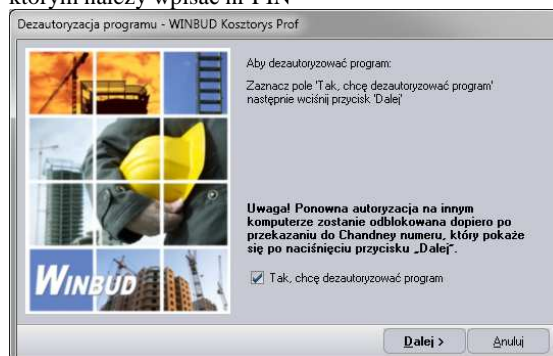 którym należy wpisać nr PIN
Dezautoryzacja programu - WINBUD Kosztorys Prof
Aby dezautoryzować program:
Zaznacz pole 'Tak, chcę dezautoryzować program'
następnie wciśnij przycisk 'Dalej'
Uwaga! Ponowna autoryzacja na innym
komputerze zostanie odblokowana dopiero po
przekazaniu do Chandney numeru, który pokaże
się po naciśnięciu przycisku „Dalej”.
Tak, chcę dezautoryzować program
WINBUD
Dalej >
Anuluj